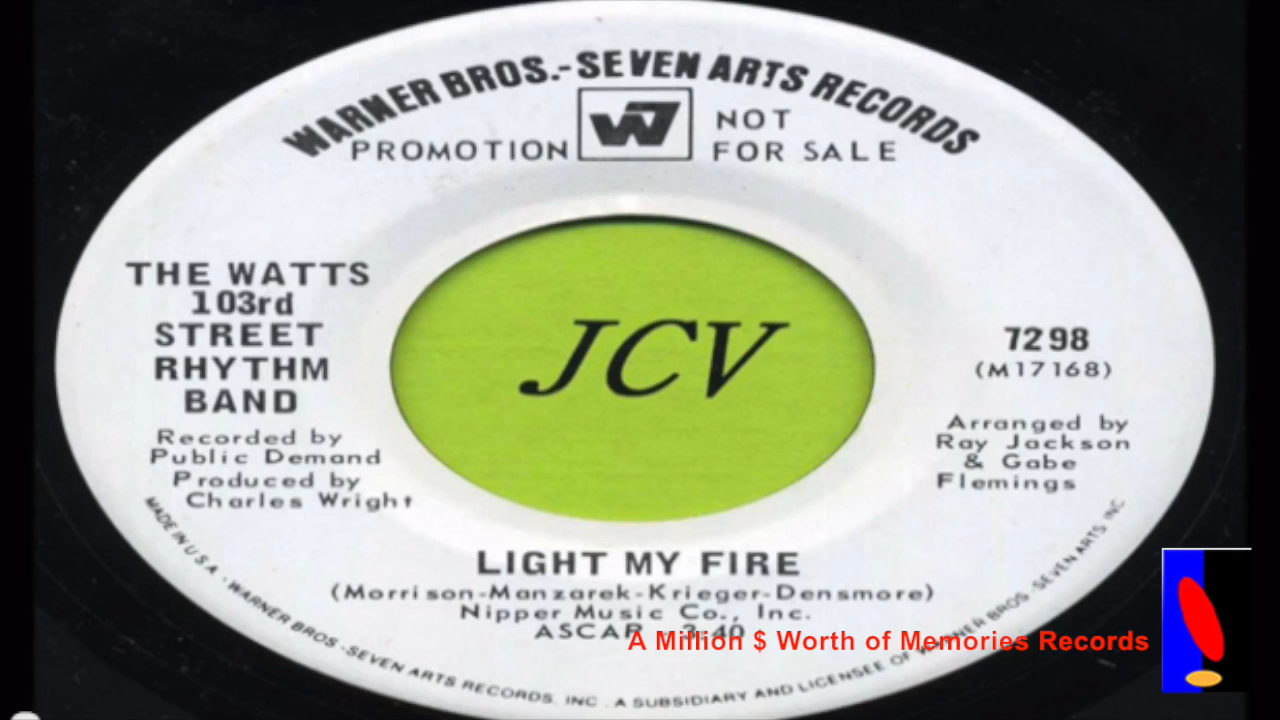 WARNER BROS.-SEVEN ARTS RECORDS
PROMOTION W7 NOT
FOR SALE
THE WATTS
103rd
STREET
RHYTHM
BAND
Recorded by
Public Demand
Produced by
Charles Wright
JCV
7298
(M17168)
Arranged by
Ray Jackson
& Gabe
Flemings
LIGHT MY FIRE
(Morrison-Manzarek-Krieger-Densmore)
Nipper Music Co., Inc.
ASCAP 3:40
A Million $ Worth of Memories Records
MADE IN U.S.A. · WARNER BROS.-SEVEN ARTS RECORDS, INC. A SUBSIDIARY AND LICENSEE OF WARNER BROS.-SEVEN ARTS, INC.